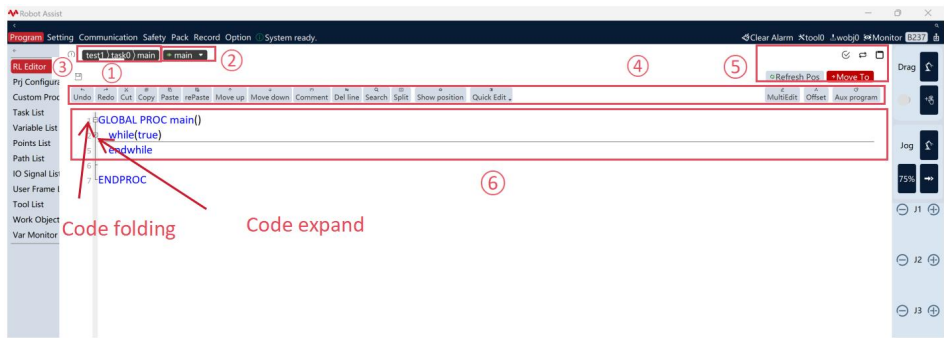 Robot Assist
Program Setting Communication Safety Pack Record Option System ready. Clear Alarm tool0 wobj0 Monitor B237
RL Editor
Prj Configura
Custom Proc
Task List
Variable List
Points List
Path List
IO Signal List
User Frame
Tool List
Work Object
Var Monitor
③ test1 task0 main ① main ②
④ ⑤
Refresh Pos Move To
Undo Redo Cut Copy Paste rePaste Move up Move down Comment Del line Search Split Show position Quick Edit MultiEdit Offset Aux program
GLOBAL PROC main()
while(true)
5 endwhile
6
7 ENDPROC
⑥
Code folding
Code expand
Drag
Jog
75%
J1
J2
J3